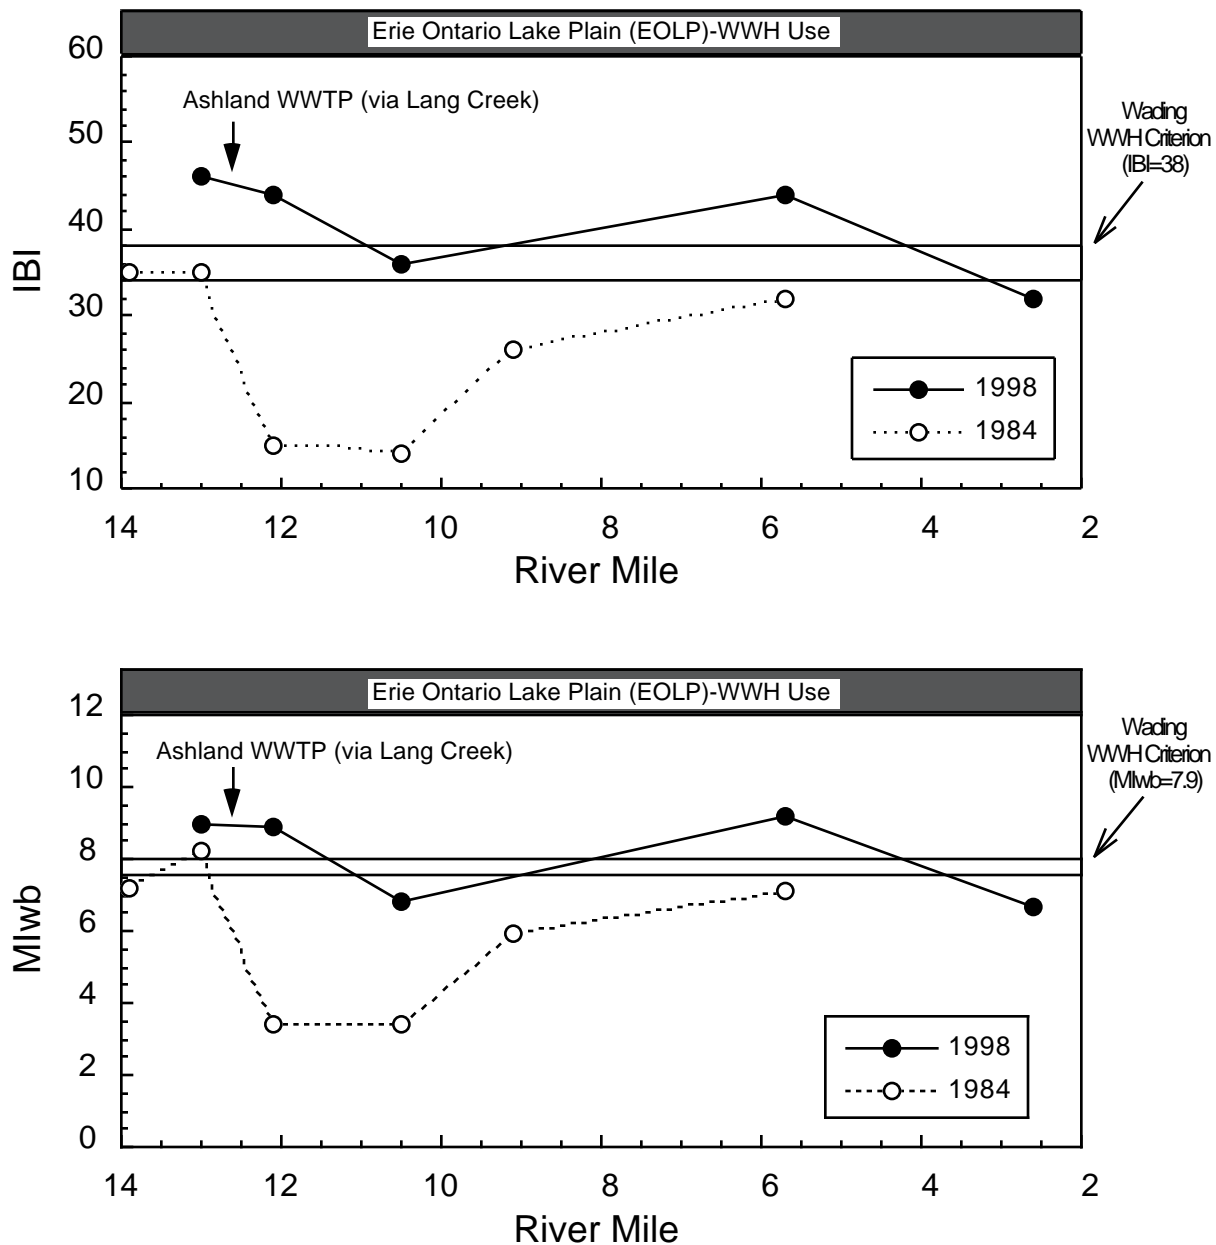 Erie Ontario Lake Plain (EOLP)-WWH Use
60
50
40
30
20
10
IBI
Ashland WWTP (via Lang Creek)
Wading
WWH Criterion
(IBI=38)
1998
1984
14 12 10 8 6 4 2
River Mile
Erie Ontario Lake Plain (EOLP)-WWH Use
12
10
8
6
4
2
0
MIwb
Ashland WWTP (via Lang Creek)
Wading
WWH Criterion
(MIwb=7.9)
1998
1984
14 12 10 8 6 4 2
River Mile